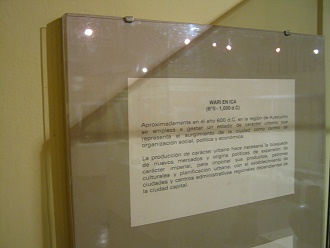 WARI EN ICA
Aproximadamente en el año 600 d.C. en la región de Ayacucho
se empieza a gestar un estado de carácter urbano que
representa el surgimiento de la ciudad como centro de
organización social, política y económica.
La producción de carácter urbano hace necesaria la búsqueda
de nuevos mercados y origina políticas de expansión de
carácter imperial, para imponer sus productos, patrones
culturales y planificación urbana, con el establecimiento de
ciudades y centros administrativos regionales dependientes de
la ciudad capital.